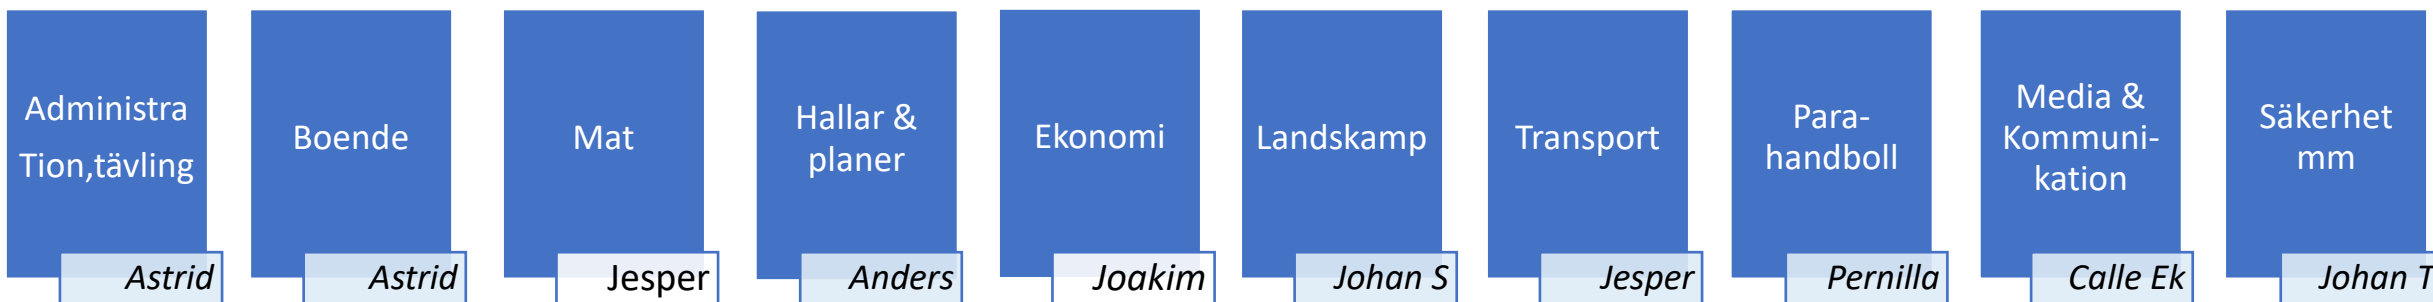 Administra
Tion,tävling
Astrid
Boende
Astrid
Mat
Jesper
Hallar &
planer
Anders
Ekonomi
Joakim
Landskamp
Johan S
Transport
Jesper
Para-
handboll
Pernilla
Media &
Kommuni-
kation
Calle Ek
Säkerhet
mm
Johan T